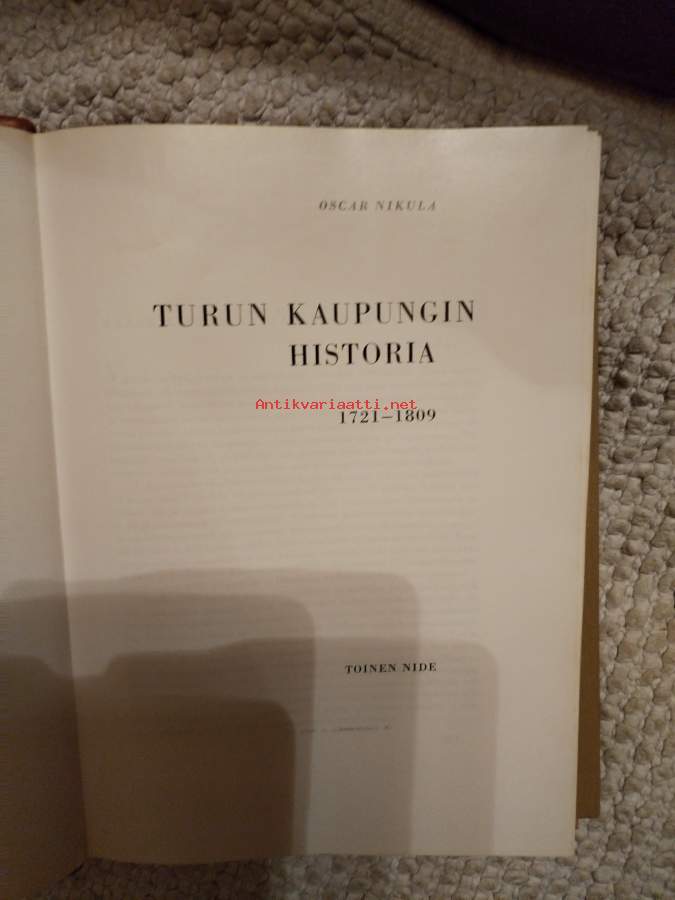 OSCAR NIKULA
TURUN KAUPUNGIN
HISTORIA
Antikvariaatti.net
1721–1809
TOINEN NIDE